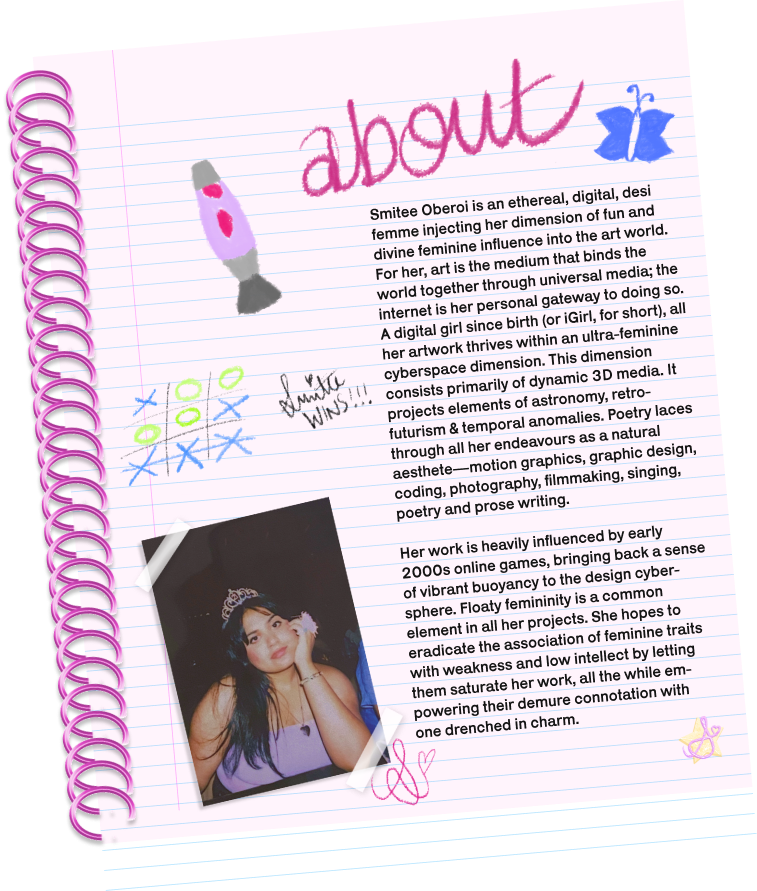 about
Smitee Oberoi is an ethereal, digital, desi
femme injecting her dimension of fun and
divine feminine influence into the art world.
For her, art is the medium that binds the
world together through universal media; the
internet is her personal gateway to doing so.
A digital girl since birth (or iGirl, for short), all
her artwork thrives within an ultra-feminine
cyberspace dimension. This dimension
consists primarily of dynamic 3D media. It
projects elements of astronomy, retro-
futurism & temporal anomalies. Poetry laces
through all her endeavours as a natural
aesthete—motion graphics, graphic design,
coding, photography, filmmaking, singing,
poetry and prose writing.
X O O
O O X
X X X
WINS!!!
Her work is heavily influenced by early
2000s online games, bringing back a sense
of vibrant buoyancy to the design cyber-
sphere. Floaty femininity is a common
element in all her projects. She hopes to
eradicate the association of feminine traits
with weakness and low intellect by letting
them saturate her work, all the while em-
powering their demure connotation with
one drenched in charm.
S
S